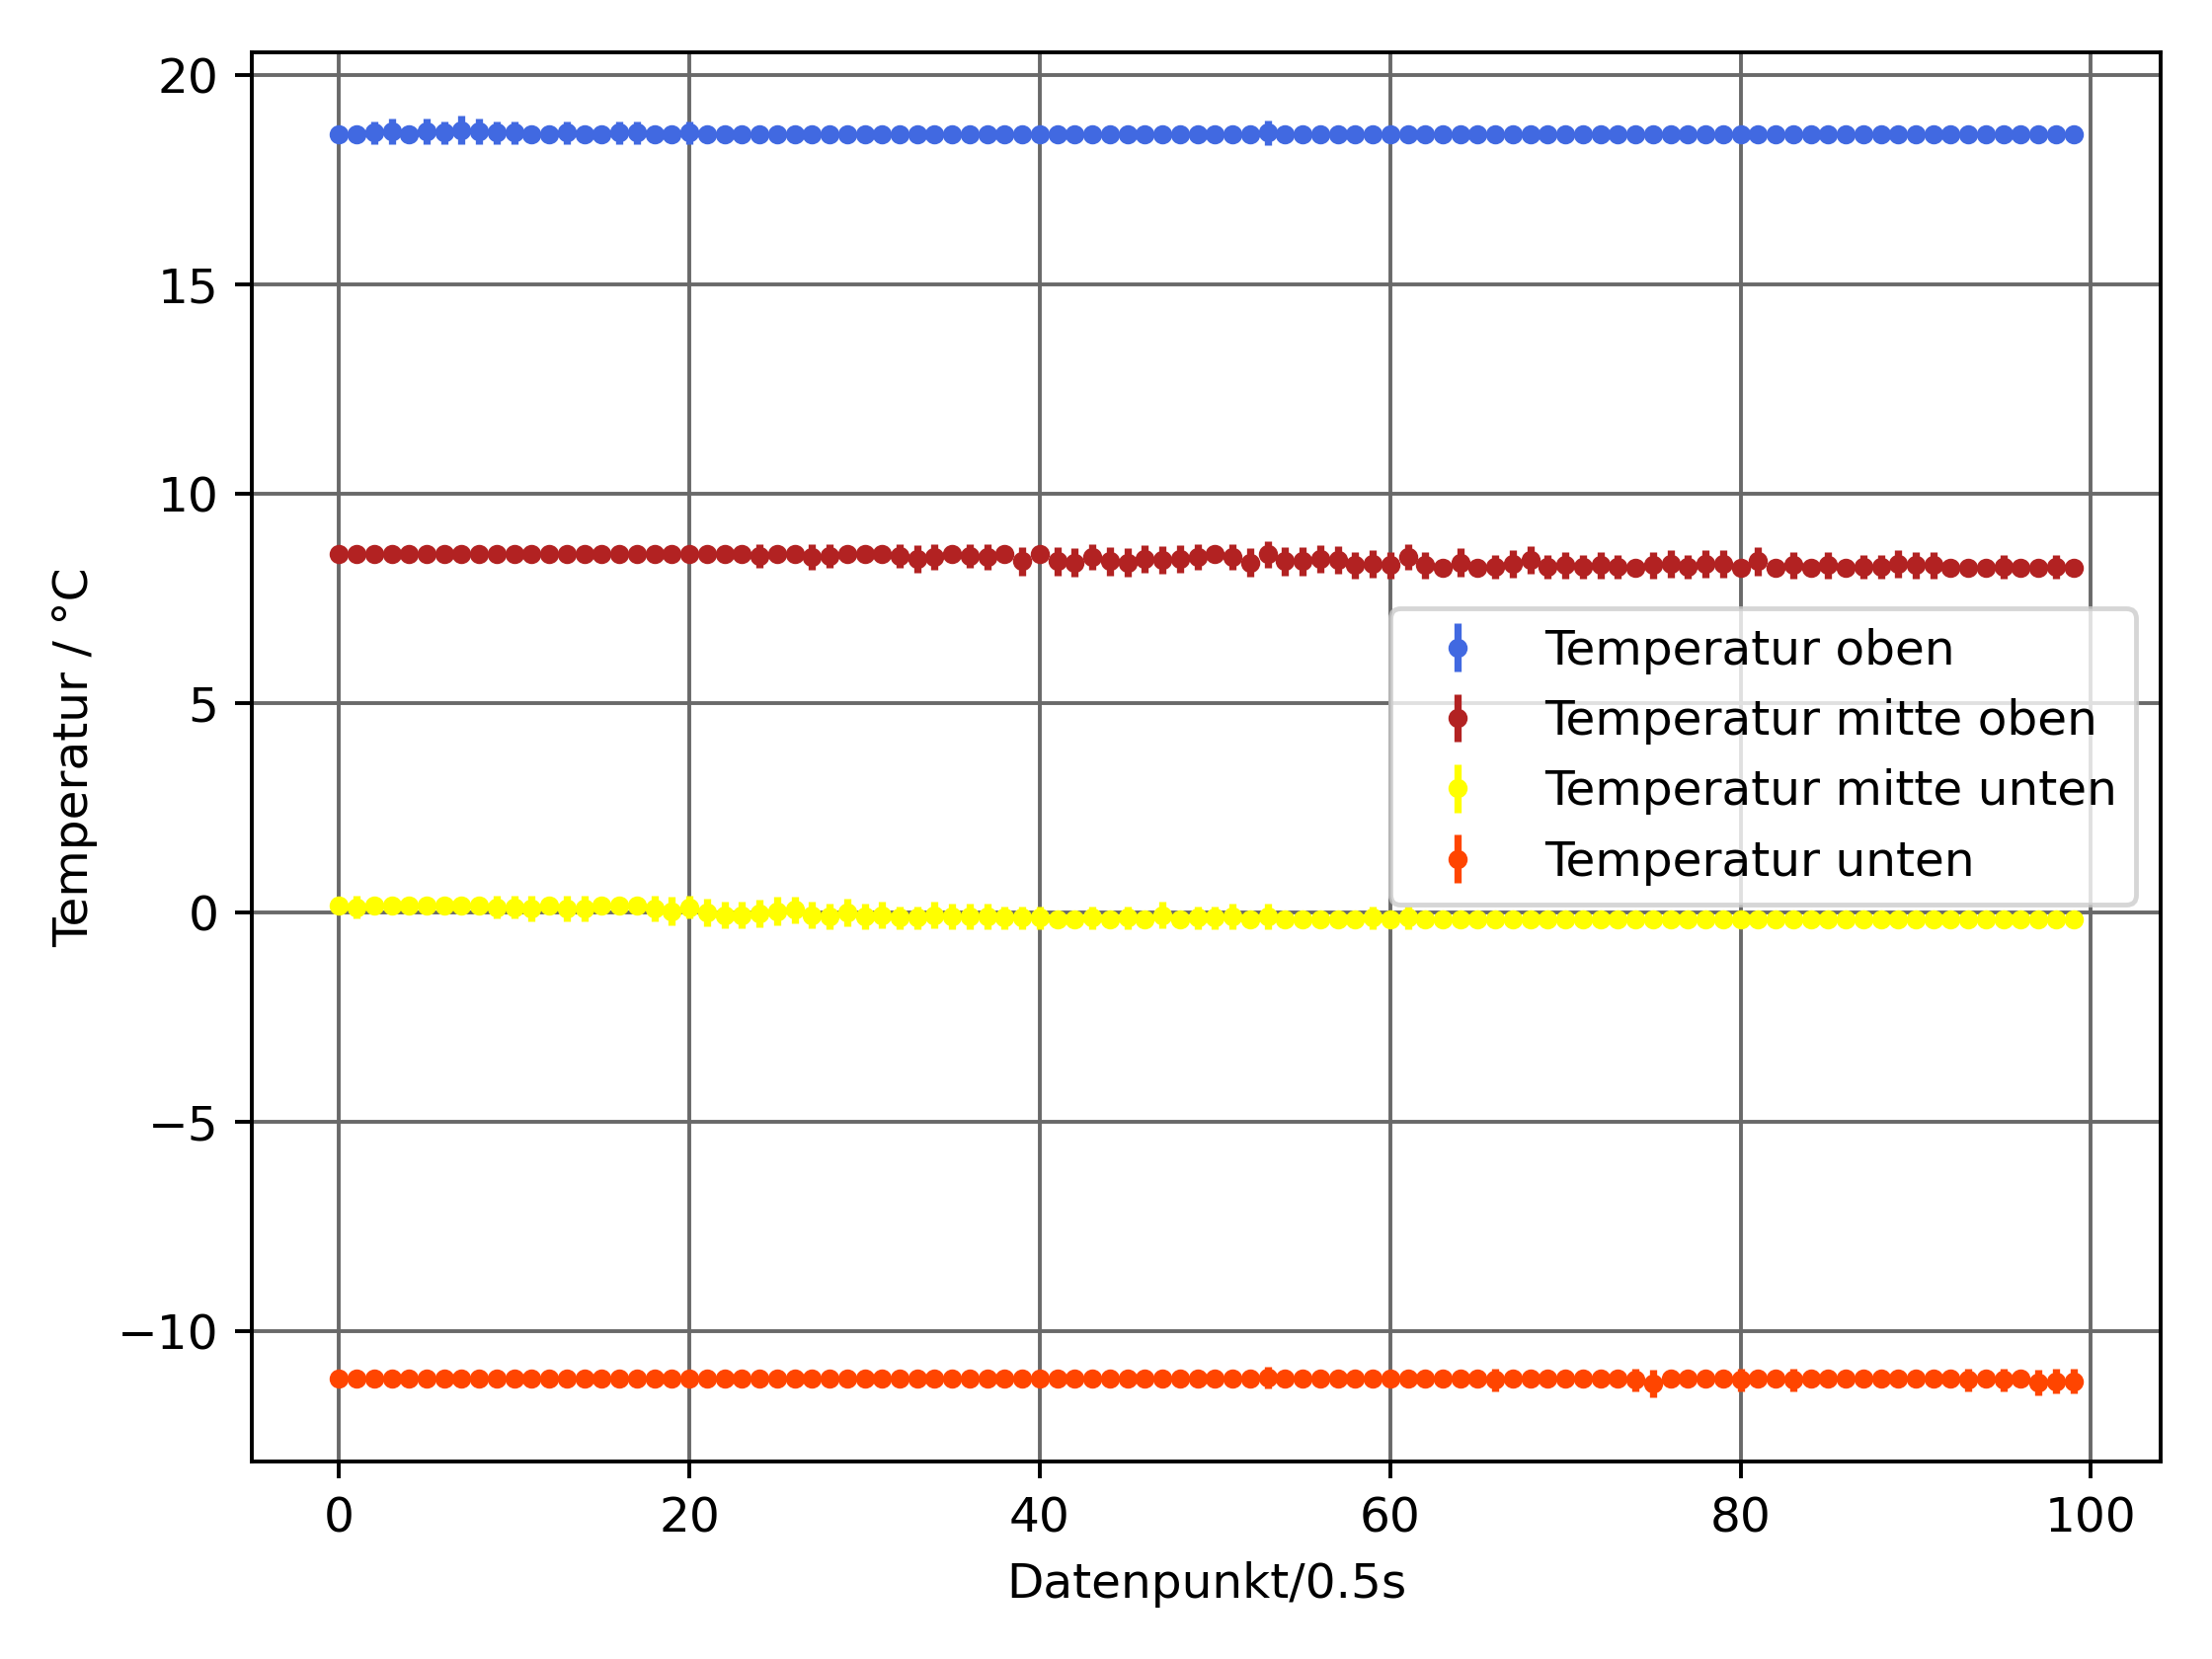 20
15
10
5
0
−5
−10
Temperatur / °C
Temperatur oben
Temperatur mitte oben
Temperatur mitte unten
Temperatur unten
0 20 40 60 80 100
Datenpunkt/0.5s